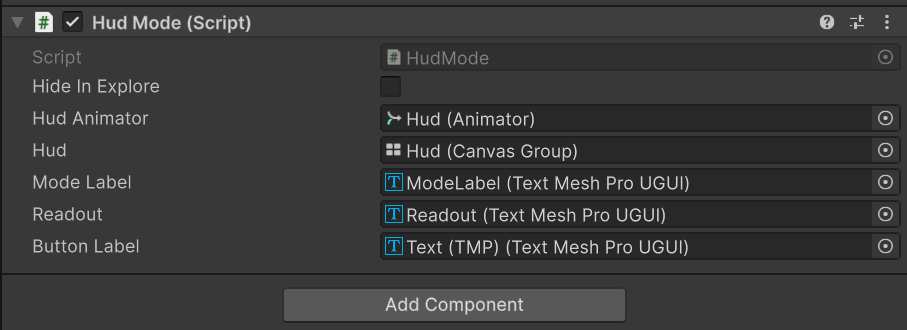 Hud Mode (Script)
Script HudMode
Hide In Explore
Hud Animator Hud (Animator)
Hud Hud (Canvas Group)
Mode Label ModeLabel (Text Mesh Pro UGUI)
Readout Readout (Text Mesh Pro UGUI)
Button Label Text (TMP) (Text Mesh Pro UGUI)
Add Component